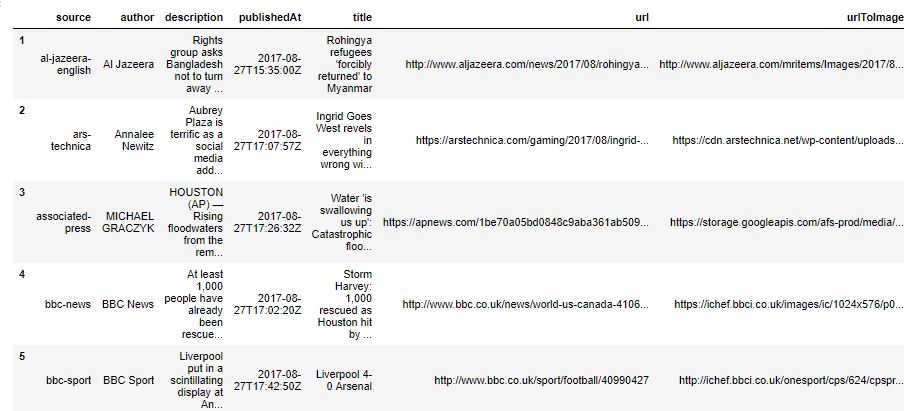 source author description publishedAt title url urlToImage
1 al-jazeera-english Al Jazeera Rights group asks Bangladesh not to turn away ... 2017-08-27T15:35:00Z Rohingya refugees 'forcibly returned' to Myanmar http://www.aljazeera.com/news/2017/08/rohingya... http://www.aljazeera.com/mritems/Images/2017/8...
2 ars-technica Annalee Newitz Aubrey Plaza is terrific as a social media add... 2017-08-27T17:07:57Z Ingrid Goes West revels in everything wrong wi... https://arstechnica.com/gaming/2017/08/ingrid-... https://cdn.arstechnica.net/wp-content/uploads...
3 associated-press MICHAEL GRACZYK HOUSTON (AP) — Rising floodwaters from the rem... 2017-08-27T17:26:32Z Water 'is swallowing us up': Catastrophic floo... https://apnews.com/1be70a05bd0848c9aba361ab509... https://storage.googleapis.com/afs-prod/media/...
4 bbc-news BBC News At least 1,000 people have already been rescue... 2017-08-27T17:02:20Z Storm Harvey: 1,000 rescued as Houston hit by ... http://www.bbc.co.uk/news/world-us-canada-4106... https://ichef.bbci.co.uk/images/ic/1024x576/p0...
5 bbc-sport BBC Sport Liverpool put in a scintillating display at An... 2017-08-27T17:42:50Z Liverpool 4-0 Arsenal http://www.bbc.co.uk/sport/football/40990427 http://ichef.bbci.co.uk/onesport/cps/624/cpspr...